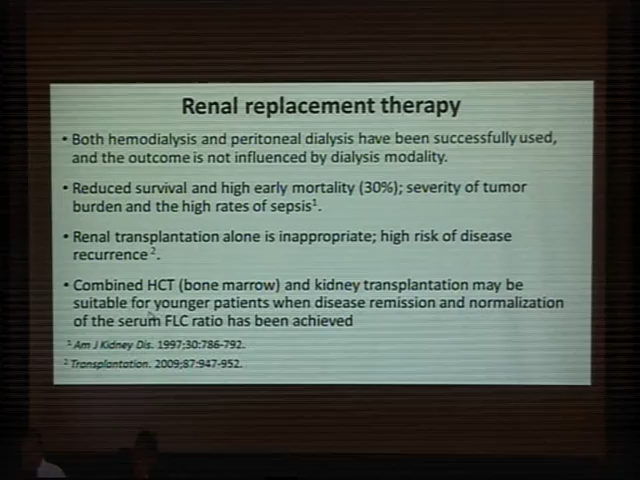 Renal replacement therapy
• Both hemodialysis and peritoneal dialysis have been successfully used,
and the outcome is not influenced by dialysis modality.
• Reduced survival and high early mortality (30%); severity of tumor
burden and the high rates of sepsis¹.
• Renal transplantation alone is inappropriate; high risk of disease
recurrence ².
• Combined HCT (bone marrow) and kidney transplantation may be
suitable for younger patients when disease remission and normalization
of the serum FLC ratio has been achieved
¹ Am J Kidney Dis. 1997;30:786-792.
² Transplantation. 2009;87:947-952.